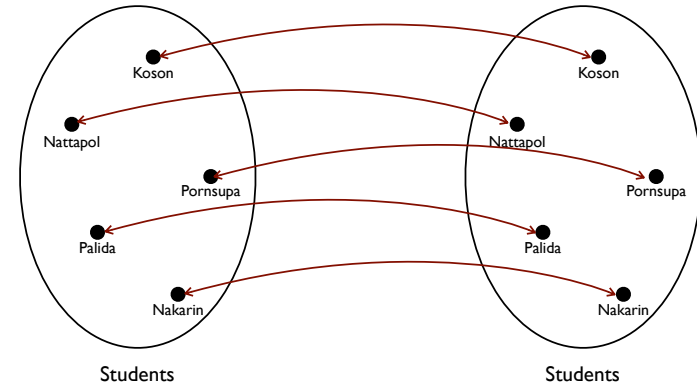 Koson
Koson
Nattapol
Nattapol
Pornsupa
Pornsupa
Palida
Palida
Nakarin
Nakarin
Students
Students